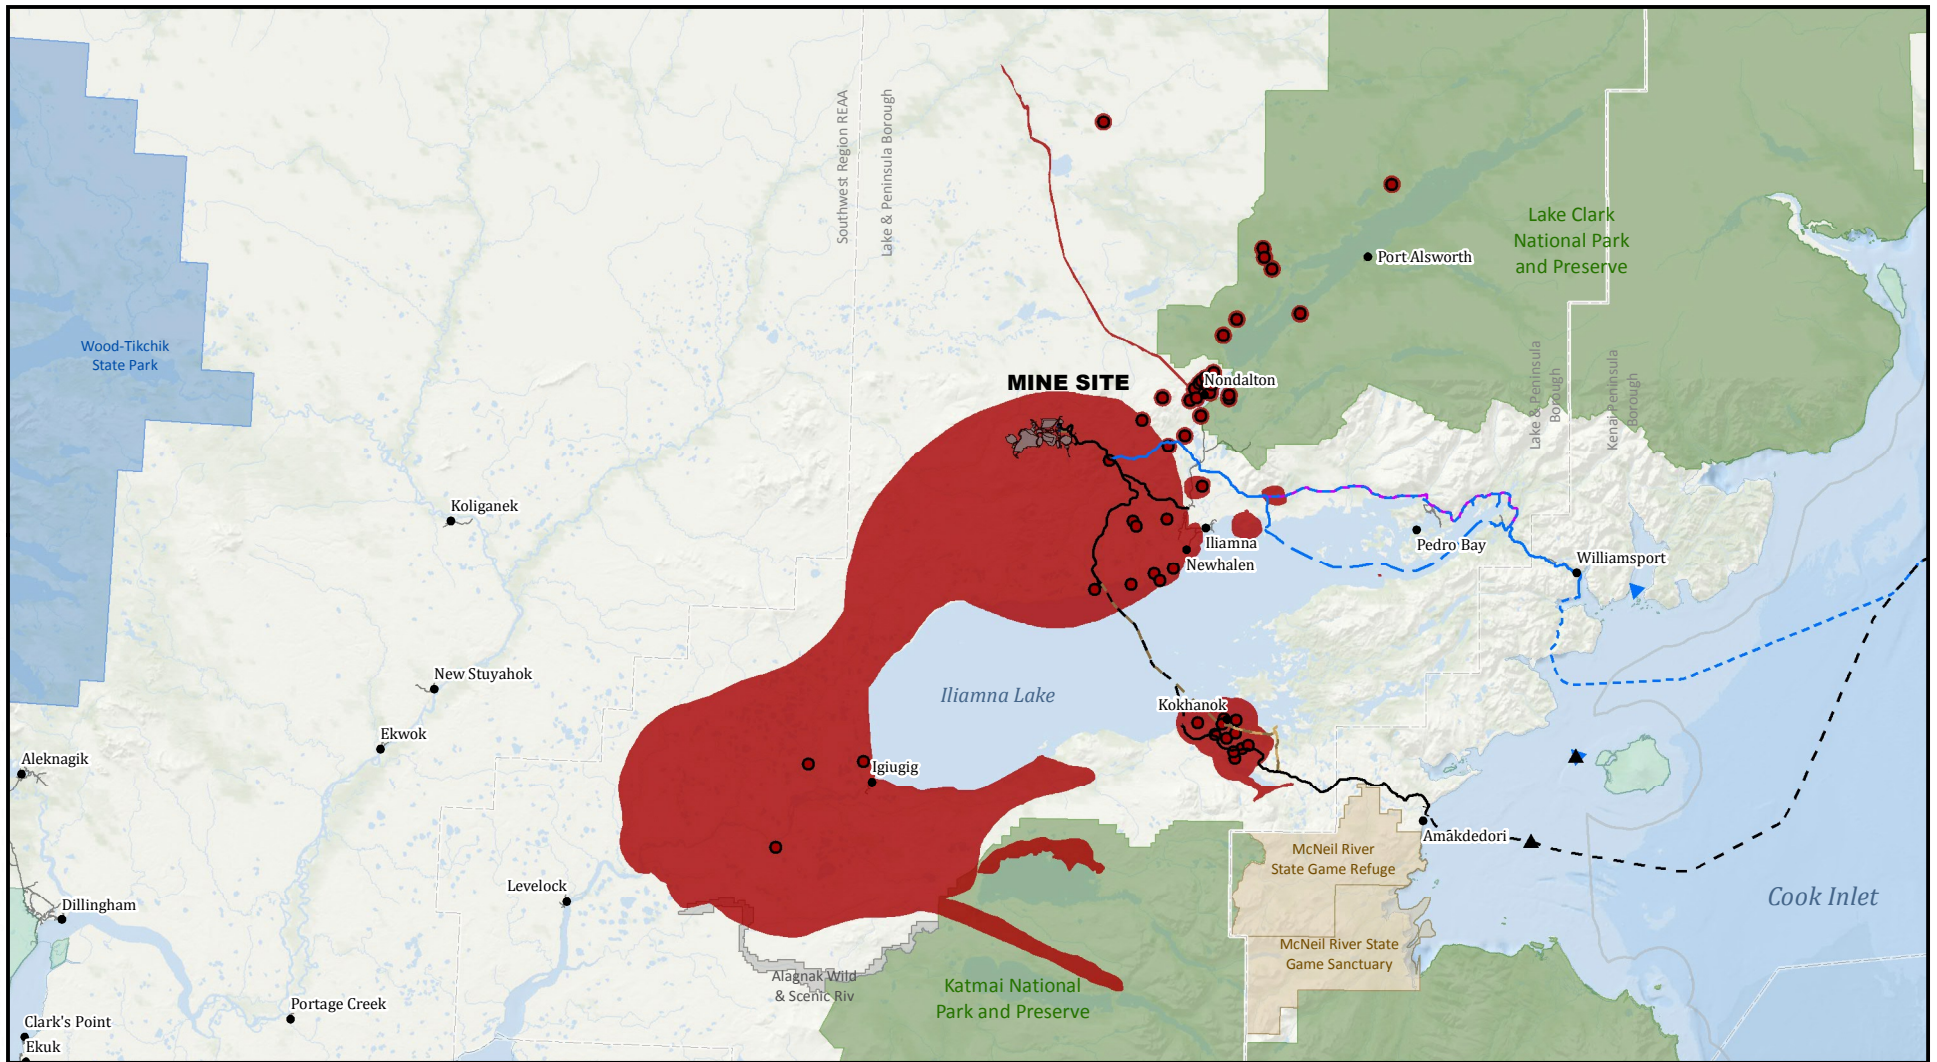 Southwest Region REAA
Lake & Peninsula Borough
Lake Clark
National Park
and Preserve
Port Alsworth
Wood-Tikchik
State Park
MINE SITE
Nondalton
Lake & Peninsula
Borough
Kenai Peninsula
Borough
Koliganek
Iliamna
Pedro Bay
Newhalen
Williamsport
New Stuyahok
Iliamna Lake
Kokhanok
Ekwok
Aleknagik
Igiugig
Amakdedori
McNeil River
State Game Refuge
Levelock
Cook Inlet
Dillingham
McNeil River State
Game Sanctuary
Alagnak Wild
& Scenic Riv
Katmai National
Park and Preserve
Portage Creek
Clark's Point
Ekuk